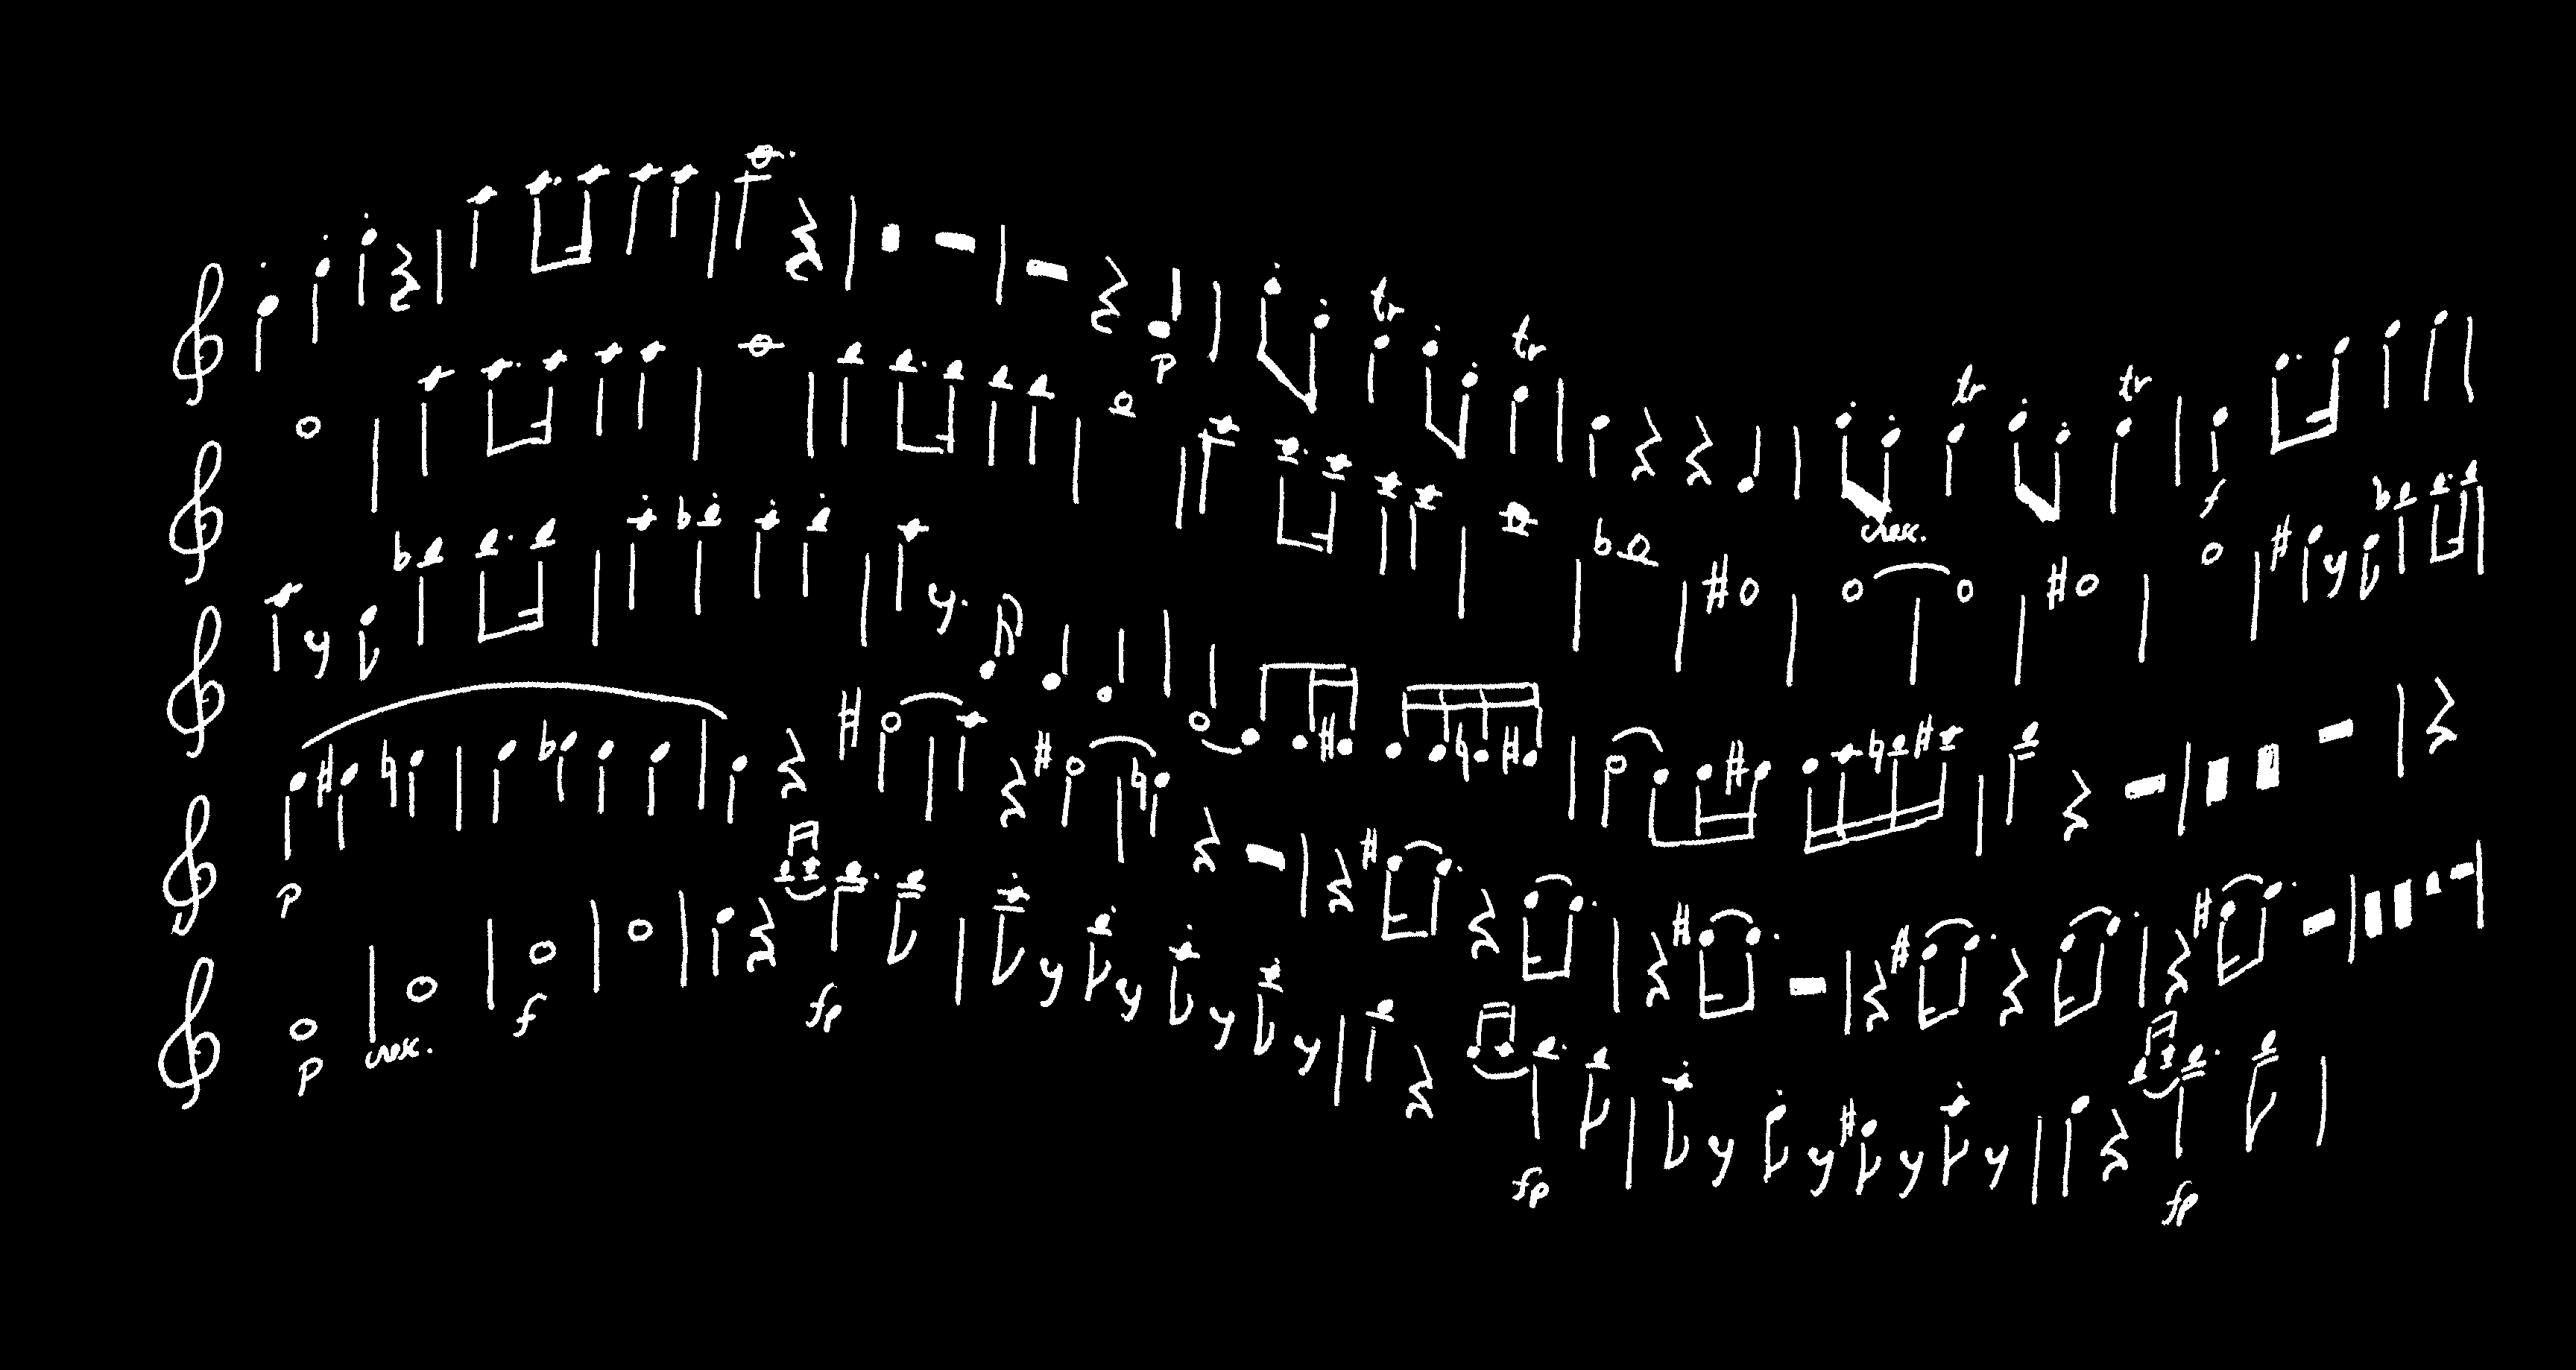 tr tr tr tr
p
cresc. f
p
p cresc. f fp fp fp